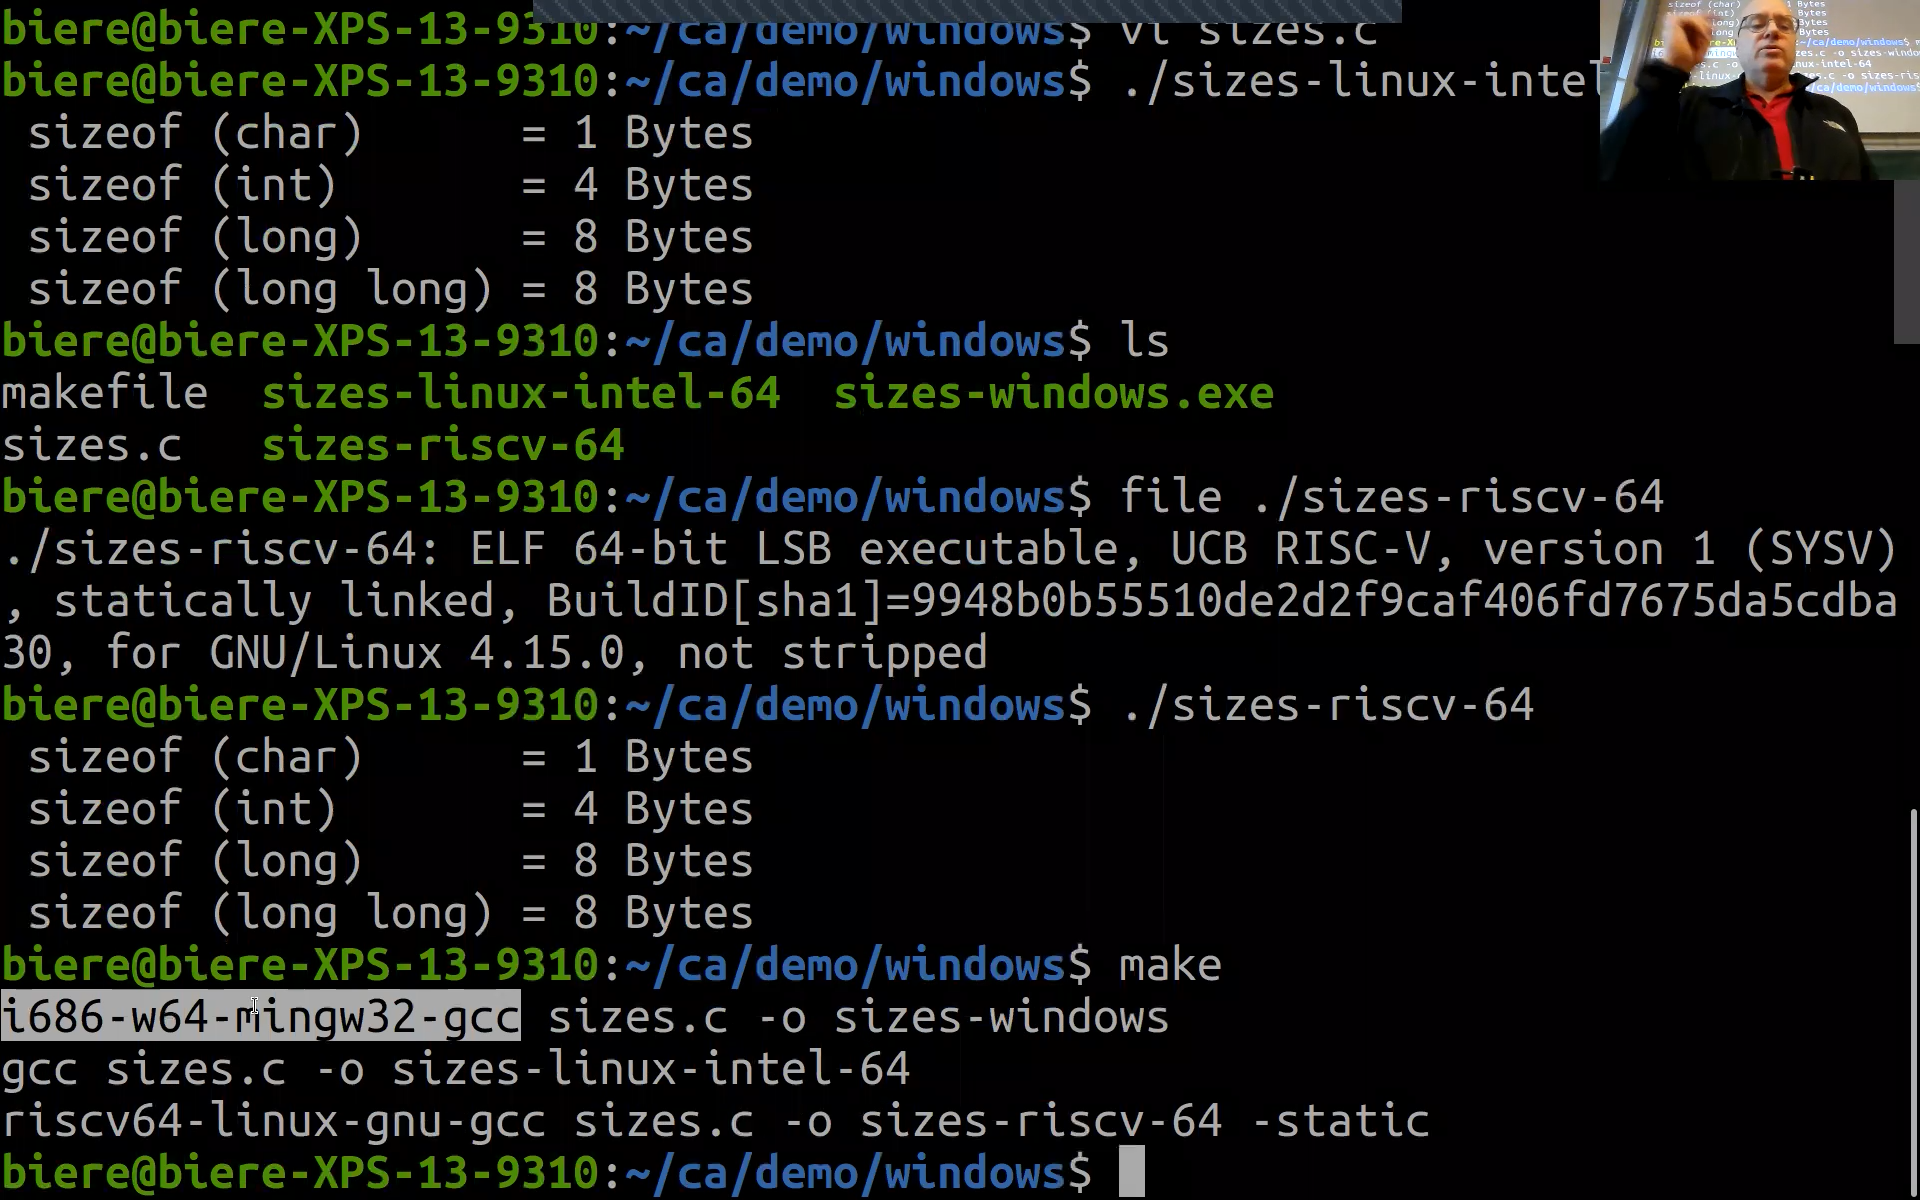 biere@biere-XPS-13-9310:~/ca/demo/windows$ vi sizes.c
biere@biere-XPS-13-9310:~/ca/demo/windows$ ./sizes-linux-intel
 sizeof (char)      = 1 Bytes
 sizeof (int)       = 4 Bytes
 sizeof (long)      = 8 Bytes
 sizeof (long long) = 8 Bytes
biere@biere-XPS-13-9310:~/ca/demo/windows$ ls
makefile  sizes-linux-intel-64  sizes-windows.exe
sizes.c   sizes-riscv-64
biere@biere-XPS-13-9310:~/ca/demo/windows$ file ./sizes-riscv-64
./sizes-riscv-64: ELF 64-bit LSB executable, UCB RISC-V, version 1 (SYSV)
, statically linked, BuildID[sha1]=9948b0b55510de2d2f9caf406fd7675da5cdba
30, for GNU/Linux 4.15.0, not stripped
biere@biere-XPS-13-9310:~/ca/demo/windows$ ./sizes-riscv-64
 sizeof (char)      = 1 Bytes
 sizeof (int)       = 4 Bytes
 sizeof (long)      = 8 Bytes
 sizeof (long long) = 8 Bytes
biere@biere-XPS-13-9310:~/ca/demo/windows$ make
i686-w64-mingw32-gcc sizes.c -o sizes-windows
gcc sizes.c -o sizes-linux-intel-64
riscv64-linux-gnu-gcc sizes.c -o sizes-riscv-64 -static
biere@biere-XPS-13-9310:~/ca/demo/windows$